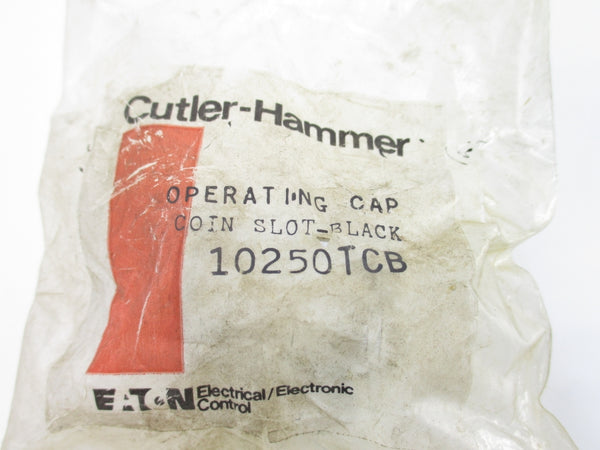 Cutler-Hammer
OPERATING CAP
COIN SLOT-BLACK
10250TCB
EATON Electrical/Electronic
Control